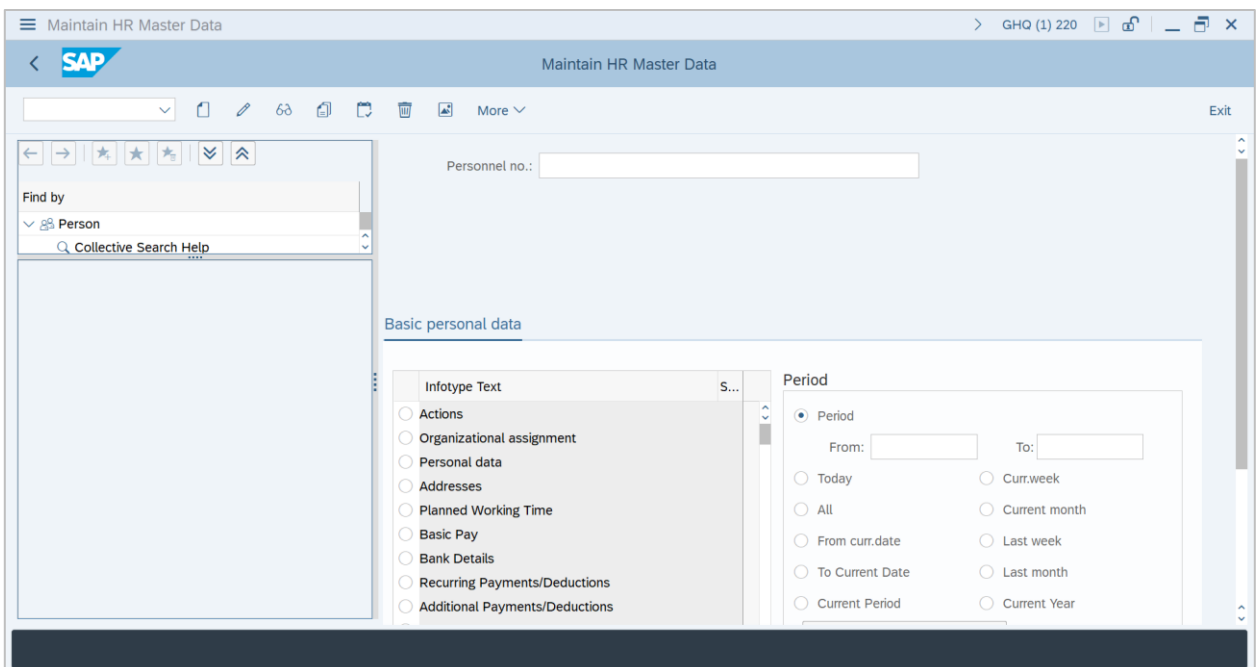 Maintain HR Master Data
GHQ (1) 220
SAP
Maintain HR Master Data
More
Exit
Personnel no.:
Find by
Person
Collective Search Help
Basic personal data
Infotype Text S...
Actions
Organizational assignment
Personal data
Addresses
Planned Working Time
Basic Pay
Bank Details
Recurring Payments/Deductions
Additional Payments/Deductions
Period
Period
From: To:
Today Curr.week
All Current month
From curr.date Last week
To Current Date Last month
Current Period Current Year